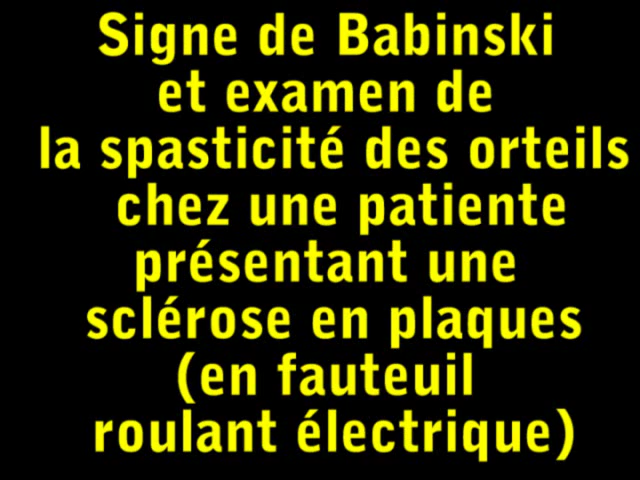 Signe de Babinski
et examen de
la spasticité des orteils
chez une patiente
présentant une
sclérose en plaques
(en fauteuil
roulant électrique)